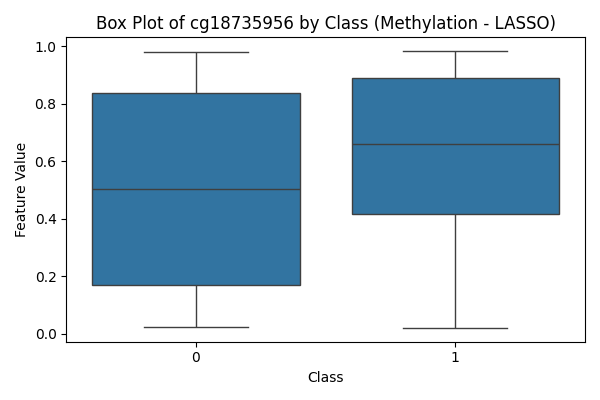 Box Plot of cg18735956 by Class (Methylation - LASSO)
1.0
0.8
0.6
0.4
0.2
0.0
Feature Value
0 1
Class